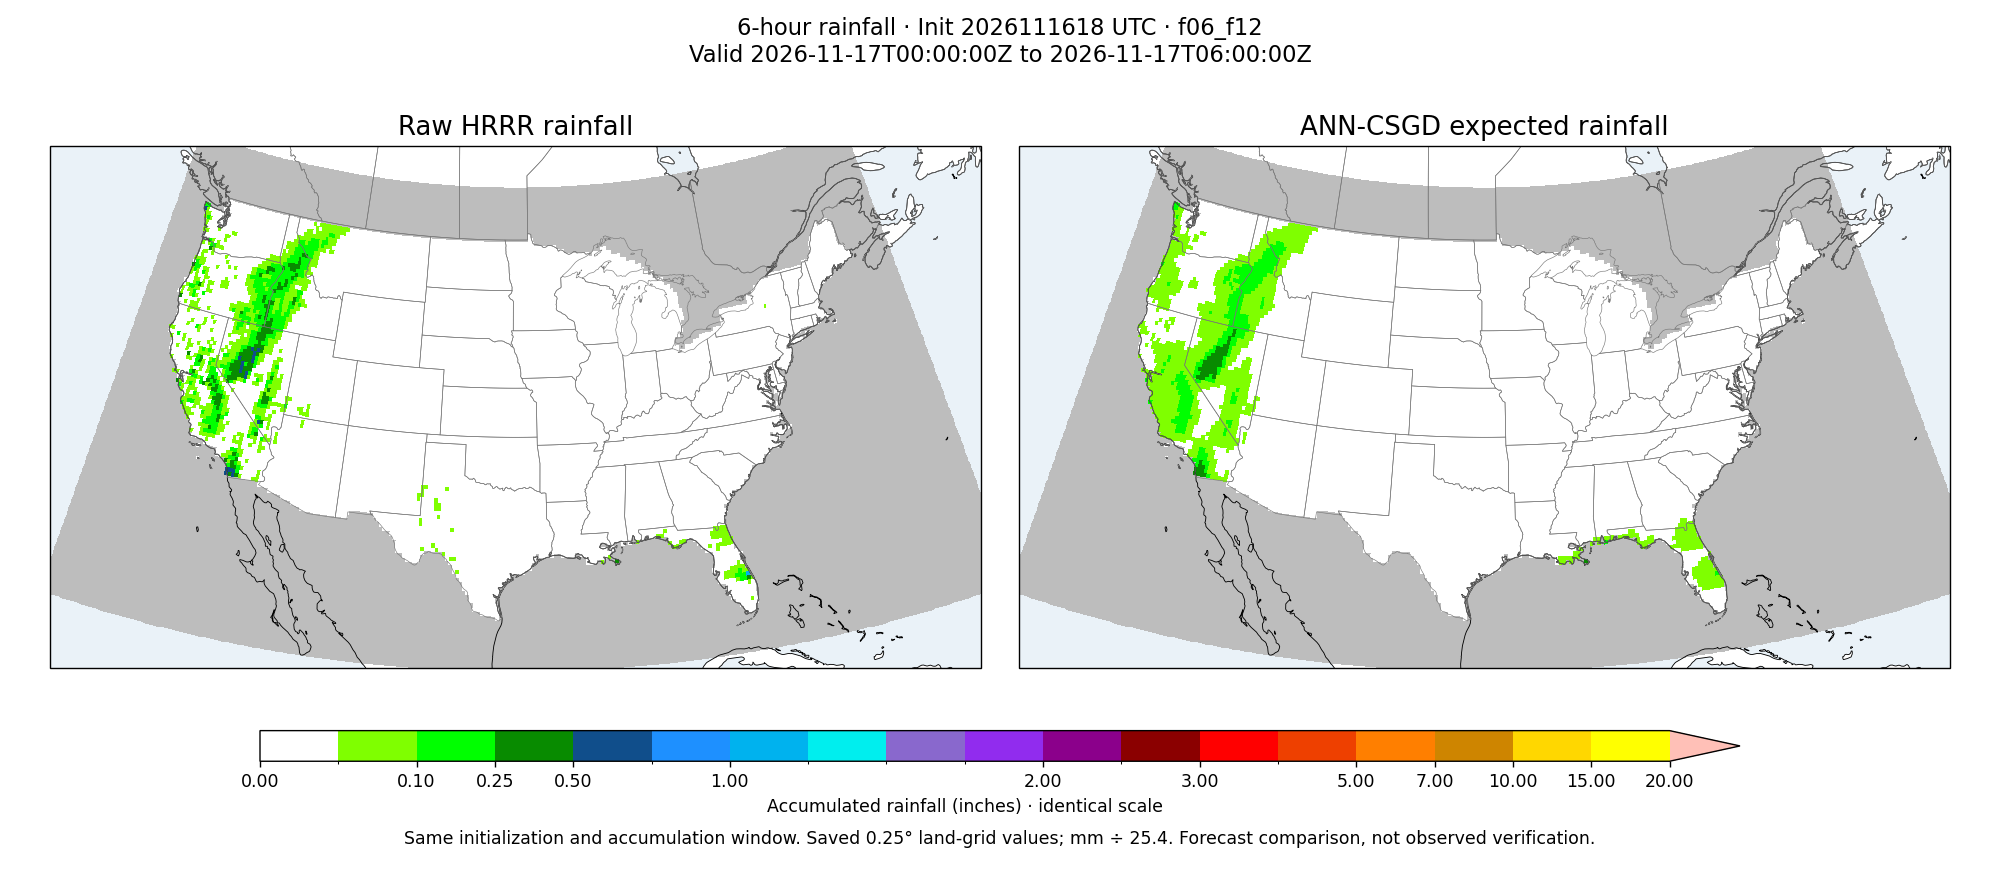 6-hour rainfall · Init 2026111618 UTC · f06_f12
Valid 2026-11-17T00:00:00Z to 2026-11-17T06:00:00Z
Raw HRRR rainfall
ANN-CSGD expected rainfall
0.00 0.10 0.25 0.50 1.00 2.00 3.00 5.00 7.00 10.00 15.00 20.00
Accumulated rainfall (inches) · identical scale
Same initialization and accumulation window. Saved 0.25° land-grid values; mm ÷ 25.4. Forecast comparison, not observed verification.